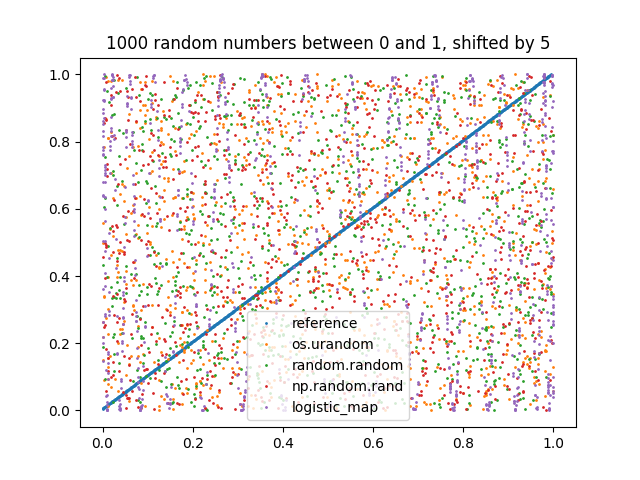 1000 random numbers between 0 and 1, shifted by 5
1.0
0.8
0.6
0.4
0.2
0.0
reference
os.urandom
random.random
np.random.rand
logistic_map
0.0 0.2 0.4 0.6 0.8 1.0